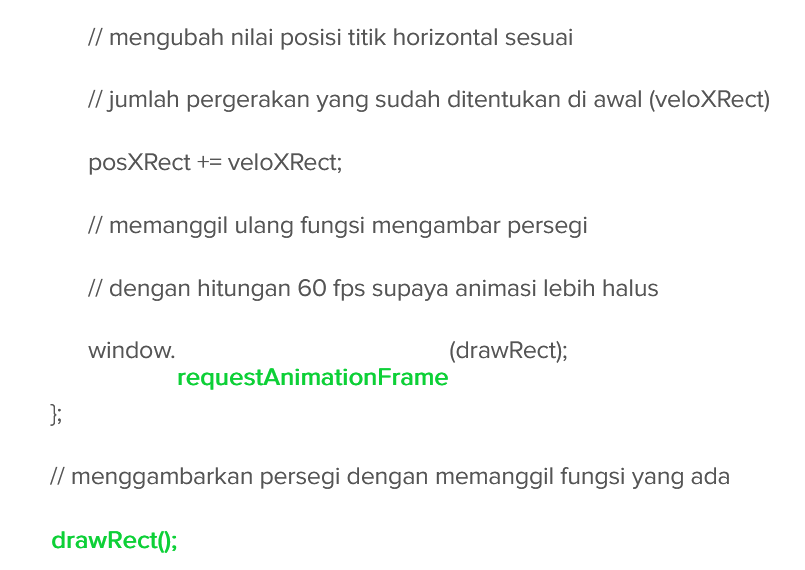 // mengubah nilai posisi titik horizontal sesuai
// jumlah pergerakan yang sudah ditentukan di awal (veloXRect)
posXRect += veloXRect;
// memanggil ulang fungsi mengambar persegi
// dengan hitungan 60 fps supaya animasi lebih halus
window.requestAnimationFrame(drawRect);
};
// menggambarkan persegi dengan memanggil fungsi yang ada
drawRect();